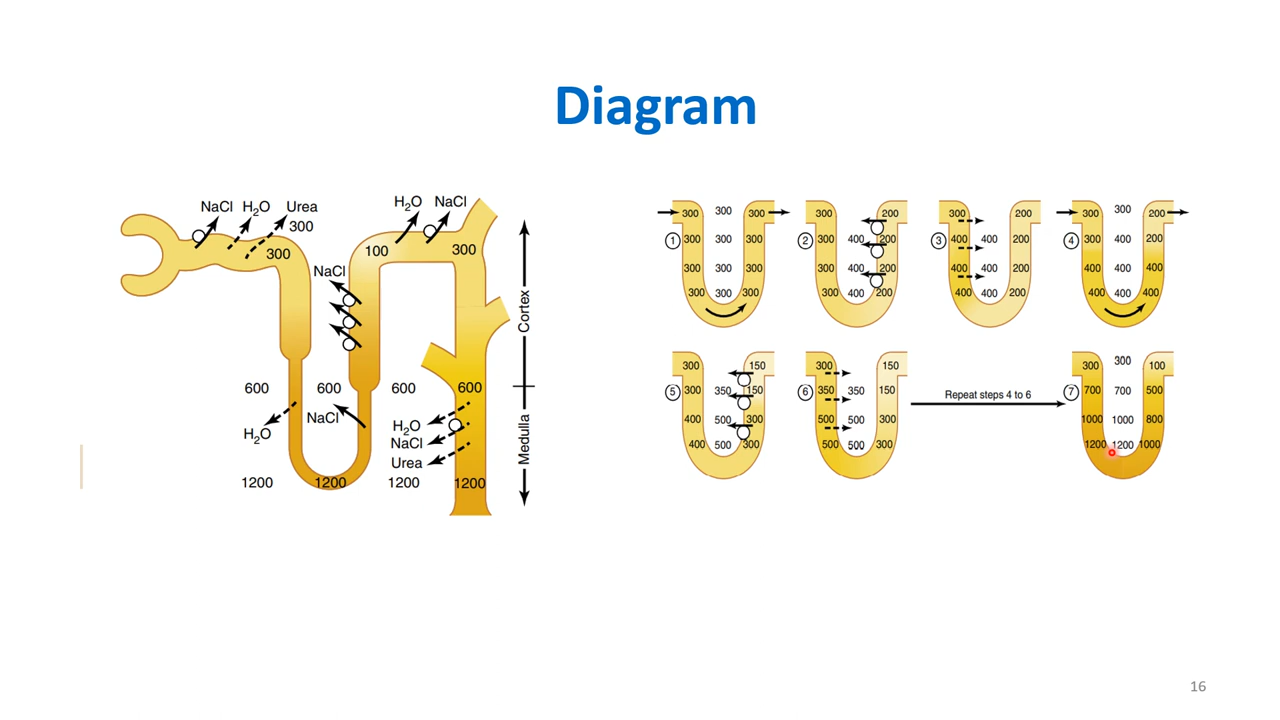 Diagram
NaCl H₂O Urea
300
300
NaCl
H₂O NaCl
100
300
600 600 600 600
NaCl
H₂O
H₂O
NaCl
Urea
1200 1200 1200 1200
Cortex
Medulla
300 300 300
1
300 300 300
300 300 300
300 300 300
300 200
2
300 400 200
300 400 200
300 400 200
300 200
3
400 400 200
400 400 200
400 400 200
300 300 200
4
300 400 200
400 400 400
400 400 400
300 150
5
300 350 150
400 500 300
400 500 300
300 150
6
350 350 150
500 500 300
500 500 300
Repeat steps 4 to 6
300 300 100
7
700 700 500
1000 1000 800
1200 1200 1000
16